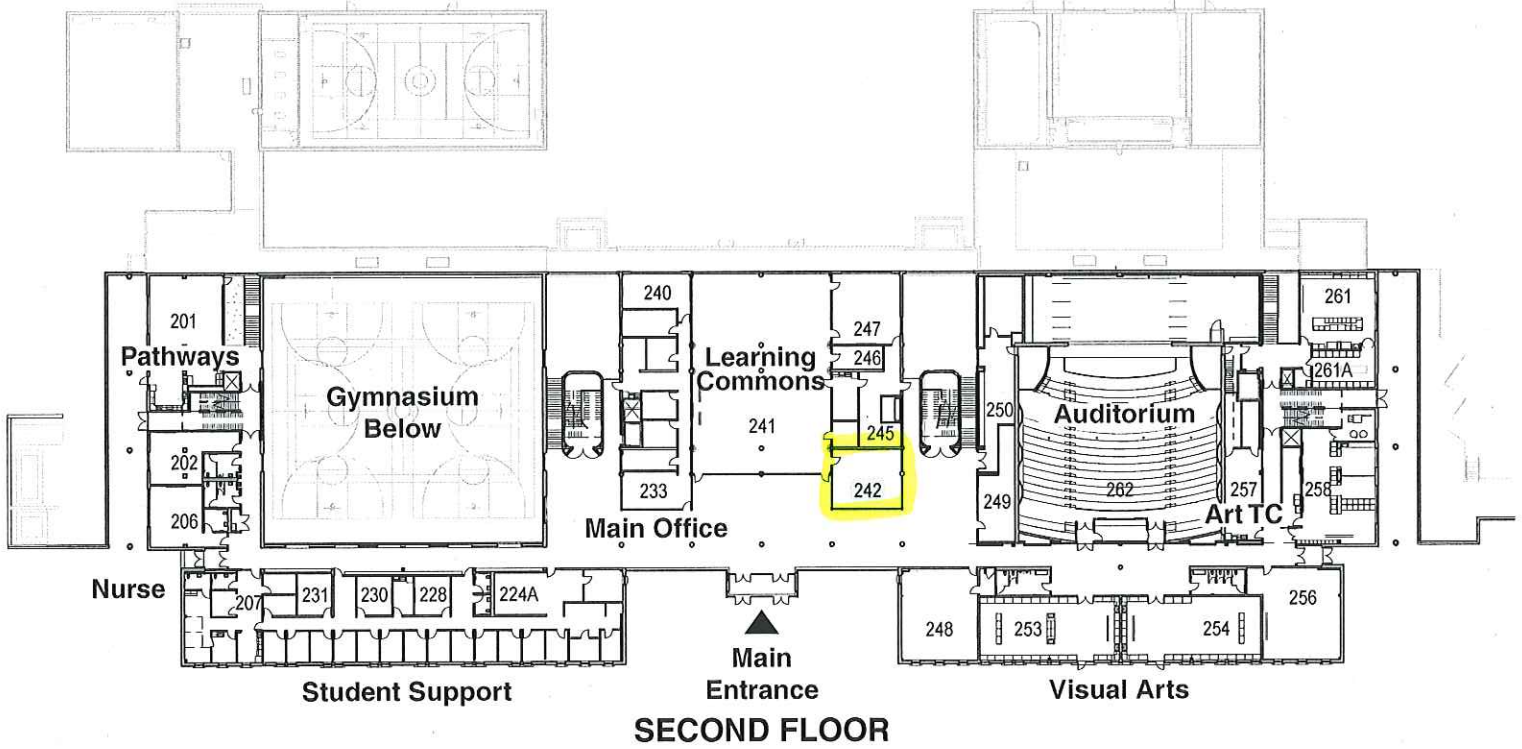 240
261
201
247
Pathways
246
Learning
Commons
261A
Gymnasium
Below
250
Auditorium
241
245
202
242
262
257
258
206
233
249
Main Office
Art TC
Nurse
207
231
230
228
224A
256
248
253
254
Main
Entrance
Student Support
Visual Arts
SECOND FLOOR